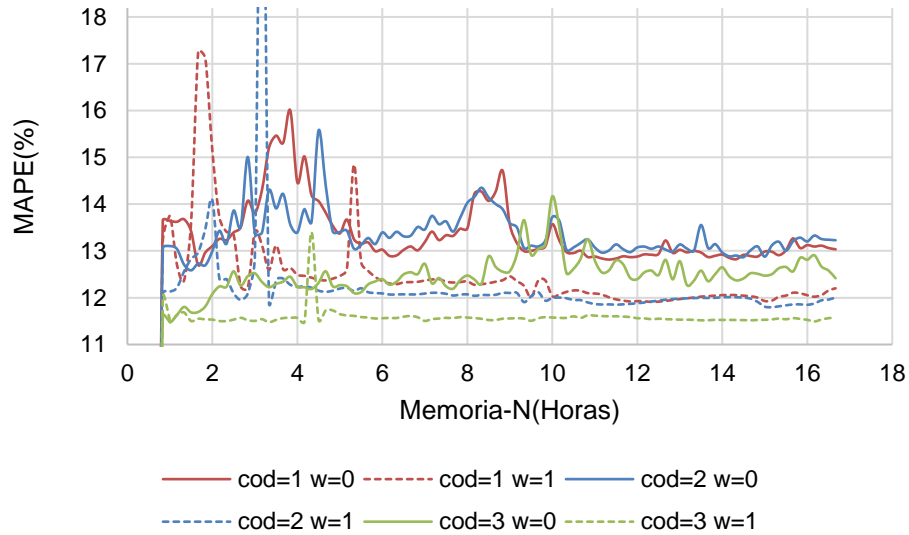 18
17
16
15
14
13
12
11
MAPE(%)
0 2 4 6 8 10 12 14 16 18
Memoria-N(Horas)
cod=1 w=0 cod=1 w=1 cod=2 w=0
cod=2 w=1 cod=3 w=0 cod=3 w=1